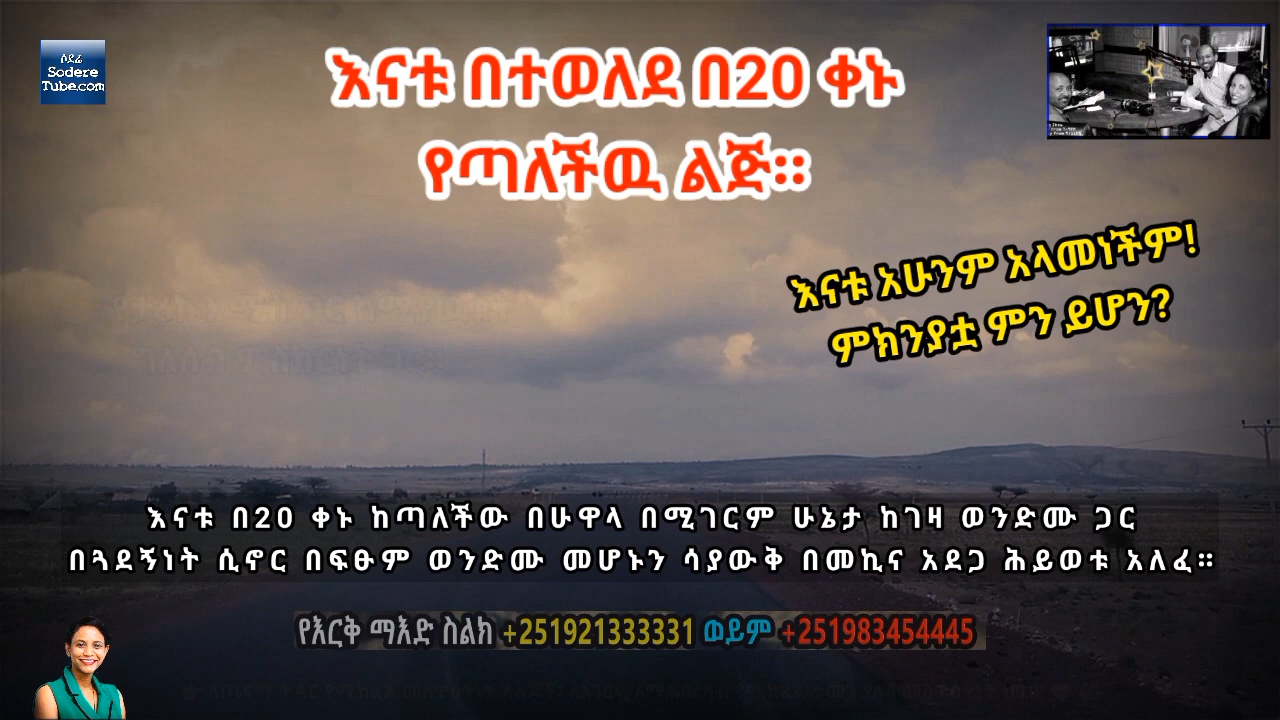 ሶደሬ
Sodere
Tube.com
እናቱ በተወለደ በ20 ቀኑ
የጣለችዉ ልጅ።
እናቱ አሁንም አላመነችም!
ምክንያቷ ምን ይሆን?
እናቱ በ20 ቀኑ ከጣለችው በሁዋላ በሚገርም ሁኔታ ከገዛ ወንድሙ ጋር
በጓደኝነት ሲኖር በፍፁም ወንድሙ መሆኑን ሳያውቅ በመኪና አደጋ ሕይወቱ አለፈ።
የእርቅ ማእድ ስልክ +251921333331 ወይም +251983454445